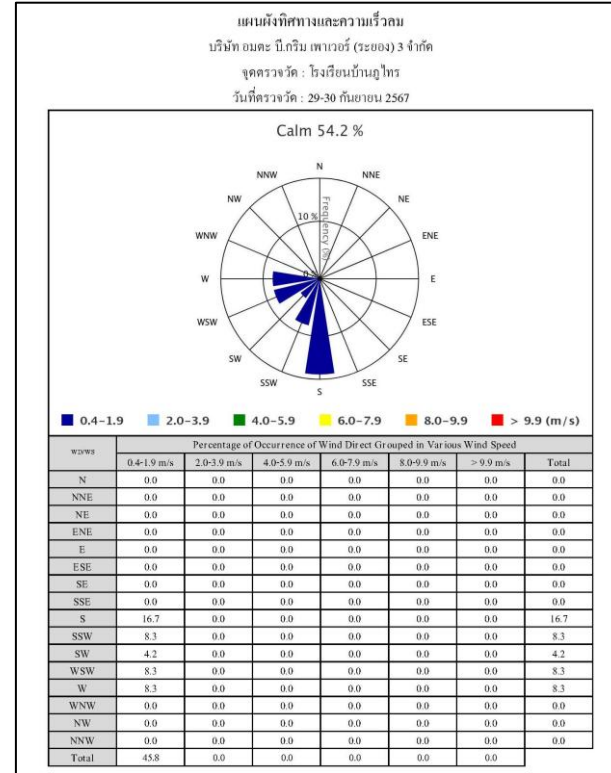 แผนผังทิศทางและความเร็วลม
บริษัท อมตะ บี.กริม เพาเวอร์ (ระยอง) 3 จำกัด
จุดตรวจวัด : โรงเรียนบ้านภูไทร
วันที่ตรวจวัด : 29-30 กันยายน 2567
Calm 54.2 %
N
NNW NNE
NW NE
WNW ENE
W E
WSW ESE
SW SE
SSW SSE
S
Frequency (%)
10 %
0 %
0.4-1.9 2.0-3.9 4.0-5.9 6.0-7.9 8.0-9.9 > 9.9 (m/s)
WD/WS Percentage of Occurrence of Wind Direct Grouped in Various Wind Speed
0.4-1.9 m/s 2.0-3.9 m/s 4.0-5.9 m/s 6.0-7.9 m/s 8.0-9.9 m/s > 9.9 m/s Total
N 0.0 0.0 0.0 0.0 0.0 0.0 0.0
NNE 0.0 0.0 0.0 0.0 0.0 0.0 0.0
NE 0.0 0.0 0.0 0.0 0.0 0.0 0.0
ENE 0.0 0.0 0.0 0.0 0.0 0.0 0.0
E 0.0 0.0 0.0 0.0 0.0 0.0 0.0
ESE 0.0 0.0 0.0 0.0 0.0 0.0 0.0
SE 0.0 0.0 0.0 0.0 0.0 0.0 0.0
SSE 0.0 0.0 0.0 0.0 0.0 0.0 0.0
S 16.7 0.0 0.0 0.0 0.0 0.0 16.7
SSW 8.3 0.0 0.0 0.0 0.0 0.0 8.3
SW 4.2 0.0 0.0 0.0 0.0 0.0 4.2
WSW 8.3 0.0 0.0 0.0 0.0 0.0 8.3
W 8.3 0.0 0.0 0.0 0.0 0.0 8.3
WNW 0.0 0.0 0.0 0.0 0.0 0.0 0.0
NW 0.0 0.0 0.0 0.0 0.0 0.0 0.0
NNW 0.0 0.0 0.0 0.0 0.0 0.0 0.0
Total 45.8 0.0 0.0 0.0 0.0 0.0